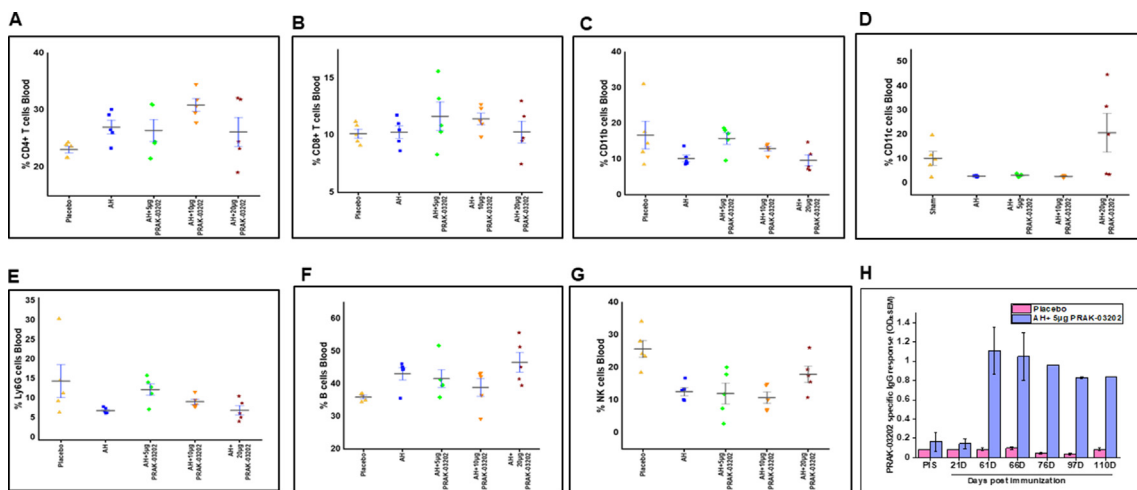 A
% CD4+ T cells Blood
40
30
20
Placebo
AH
AH+5µg
PRAK-03202
AH+10µg
PRAK-03202
AH+20µg
PRAK-03202
B
% CD8+ T cells Blood
15
10
5
Placebo
AH
AH+5µg
PRAK-03202
AH+
10µg
PRAK-03202
AH+20µg
PRAK-03202
C
% CD11b cells Blood
40
30
20
10
0
Placebo
AH
AH+5µg
PRAK-03202
AH+10µg
PRAK-03202
AH+
20µg
PRAK-03202
D
% CD11c cells Blood
50
40
30
20
10
0
Sham+
AH+
AH+
5µg+
PRAK-03202
AH+10µg
PRAK-03202
AH+20µg
PRAK-03202
E
% Ly6G cells Blood
35
30
25
20
15
10
5
0
Placebo
AH
AH+5µg
PRAK-03202
AH+10µg
PRAK-03202
AH+
20µg
PRAK-03202
F
% B cells Blood
60
50
40
30
20
Placebo
AH
AH+5µg
PRAK-03202
AH+10µg
PRAK-03202
AH+
20µg
PRAK-03202
G
% NK cells Blood
40
30
20
10
0
Placebo
AH
AH+5µg
PRAK-03202
AH+10µg
PRAK-03202
AH+20µg
PRAK-03202
H
PRAK-03202 specific IgG response (OD±SEM)
1.4
1.2
1
0.8
0.6
0.4
0.2
0
Placebo
AH+ 5µg PRAK-03202
PIS 21D 61D 66D 76D 97D 110D
Days post immunization